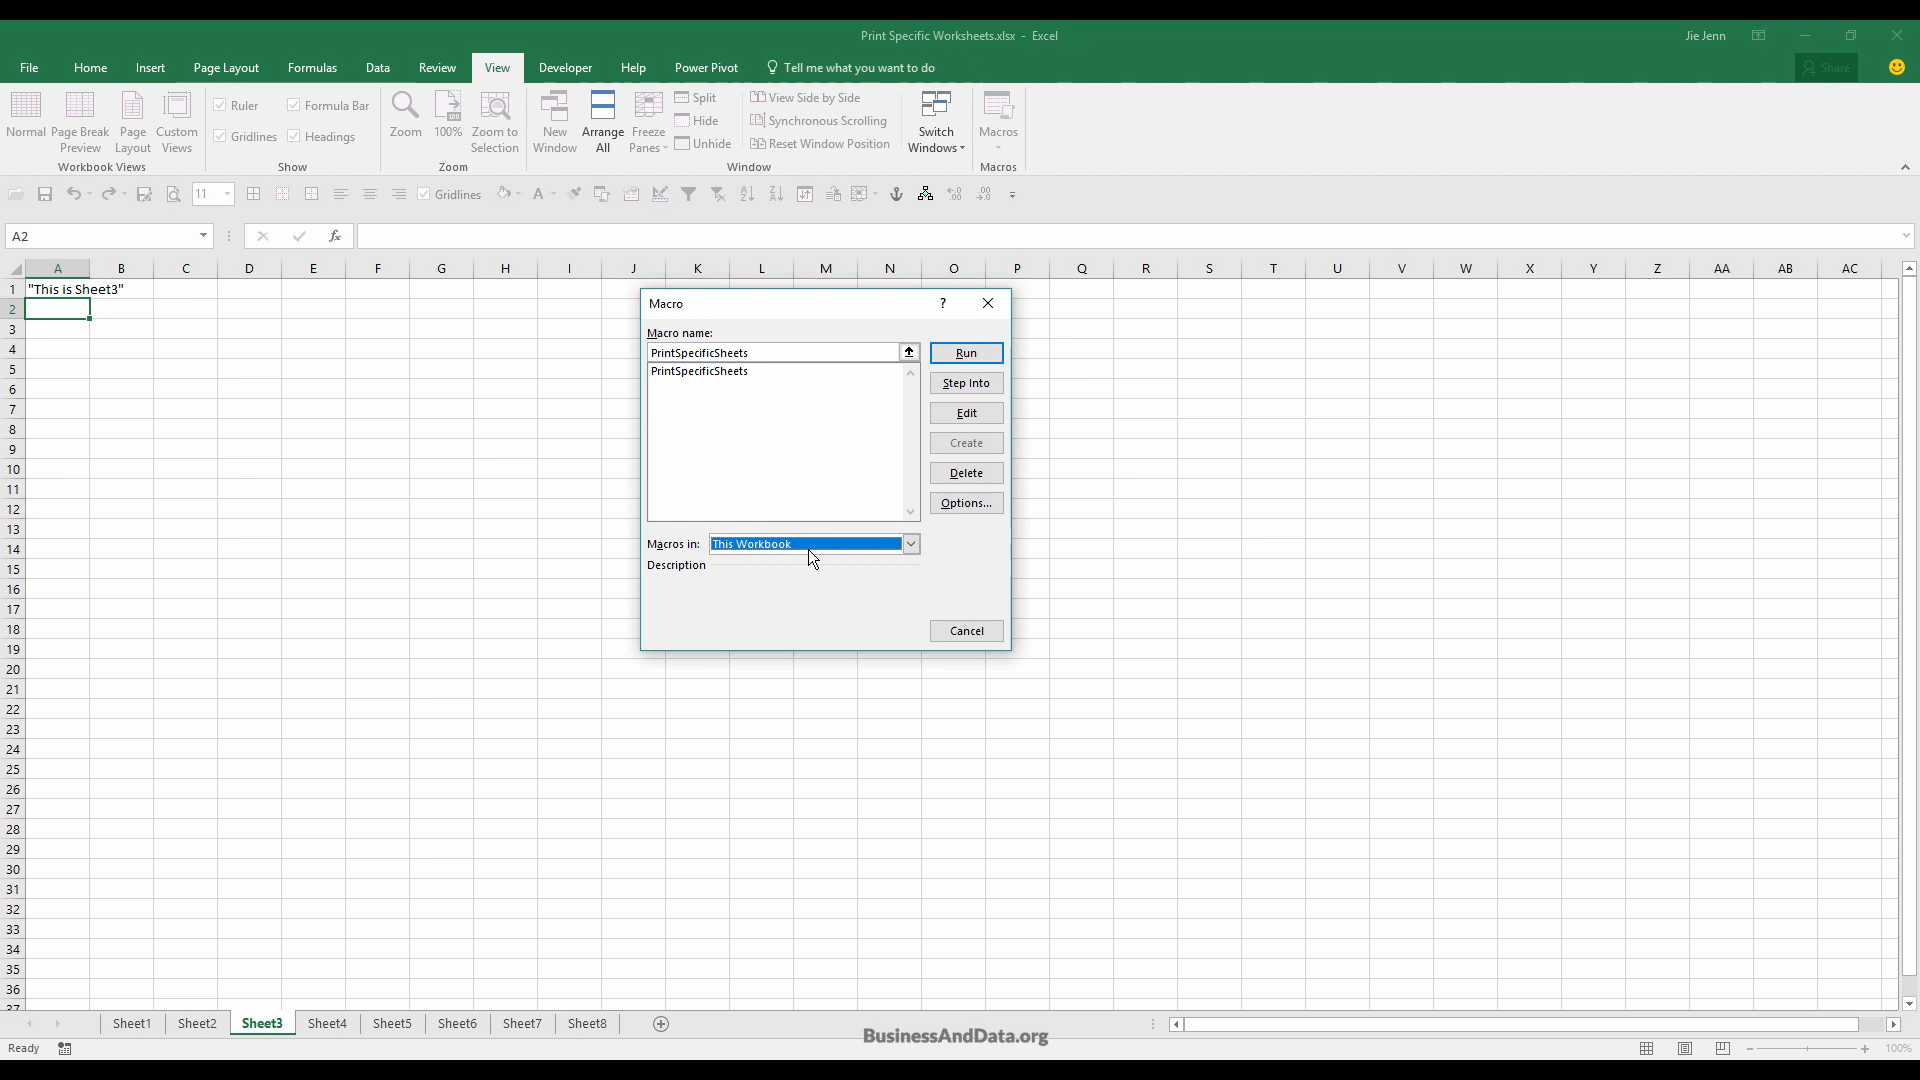 Print Specific Worksheets.xlsx - Excel
Jie Jenn
File Home Insert Page Layout Formulas Data Review View Developer Help Power Pivot Tell me what you want to do Share
Normal
Page Break Preview
Page Layout
Custom Views
Workbook Views
Ruler
Formula Bar
Gridlines
Headings
Show
Zoom
100%
Zoom to Selection
Zoom
New Window
Arrange All
Freeze Panes
Split
Hide
Unhide
View Side by Side
Synchronous Scrolling
Reset Window Position
Window
Switch Windows
Macros
Macros
11
Gridlines
A2
fx
A B C D E F G H I J K L M N O P Q R S T U V W X Y Z AA AB AC
1 "This is Sheet3"
2
3
4
5
6
7
8
9
10
11
12
13
14
15
16
17
18
19
20
21
22
23
24
25
26
27
28
29
30
31
32
33
34
35
36
37
Macro
?
Macro name:
PrintSpecificSheets
PrintSpecificSheets
Run
Step Into
Edit
Create
Delete
Options...
Macros in: This Workbook
Description
Cancel
Sheet1 Sheet2 Sheet3 Sheet4 Sheet5 Sheet6 Sheet7 Sheet8
BusinessAndData.org
Ready
100%